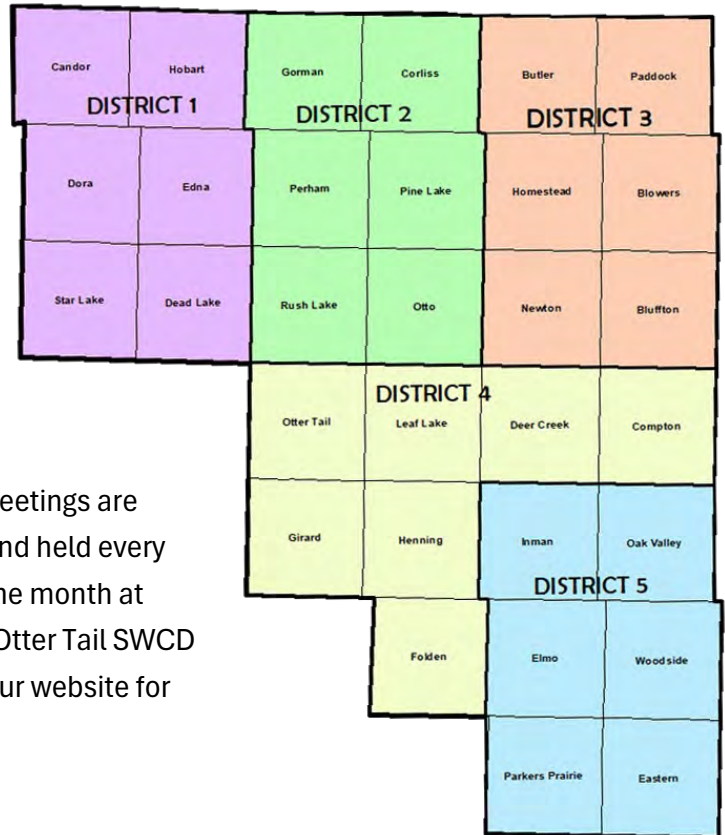 Candor Hobart Gorman Corliss Butler Paddock
DISTRICT 1 DISTRICT 2 DISTRICT 3
Dora Edna Perham Pine Lake Homestead Blowers
Star Lake Dead Lake Rush Lake Otto Newton Bluffton
DISTRICT 4
Otter Tail Leaf Lake Deer Creek Compton
eetings are
nd held every
he month at
Otter Tail SWCD
ur website for
Girard Henning Inman Oak Valley
DISTRICT 5
Folden Elmo Woodside
Parkers Prairie Eastern